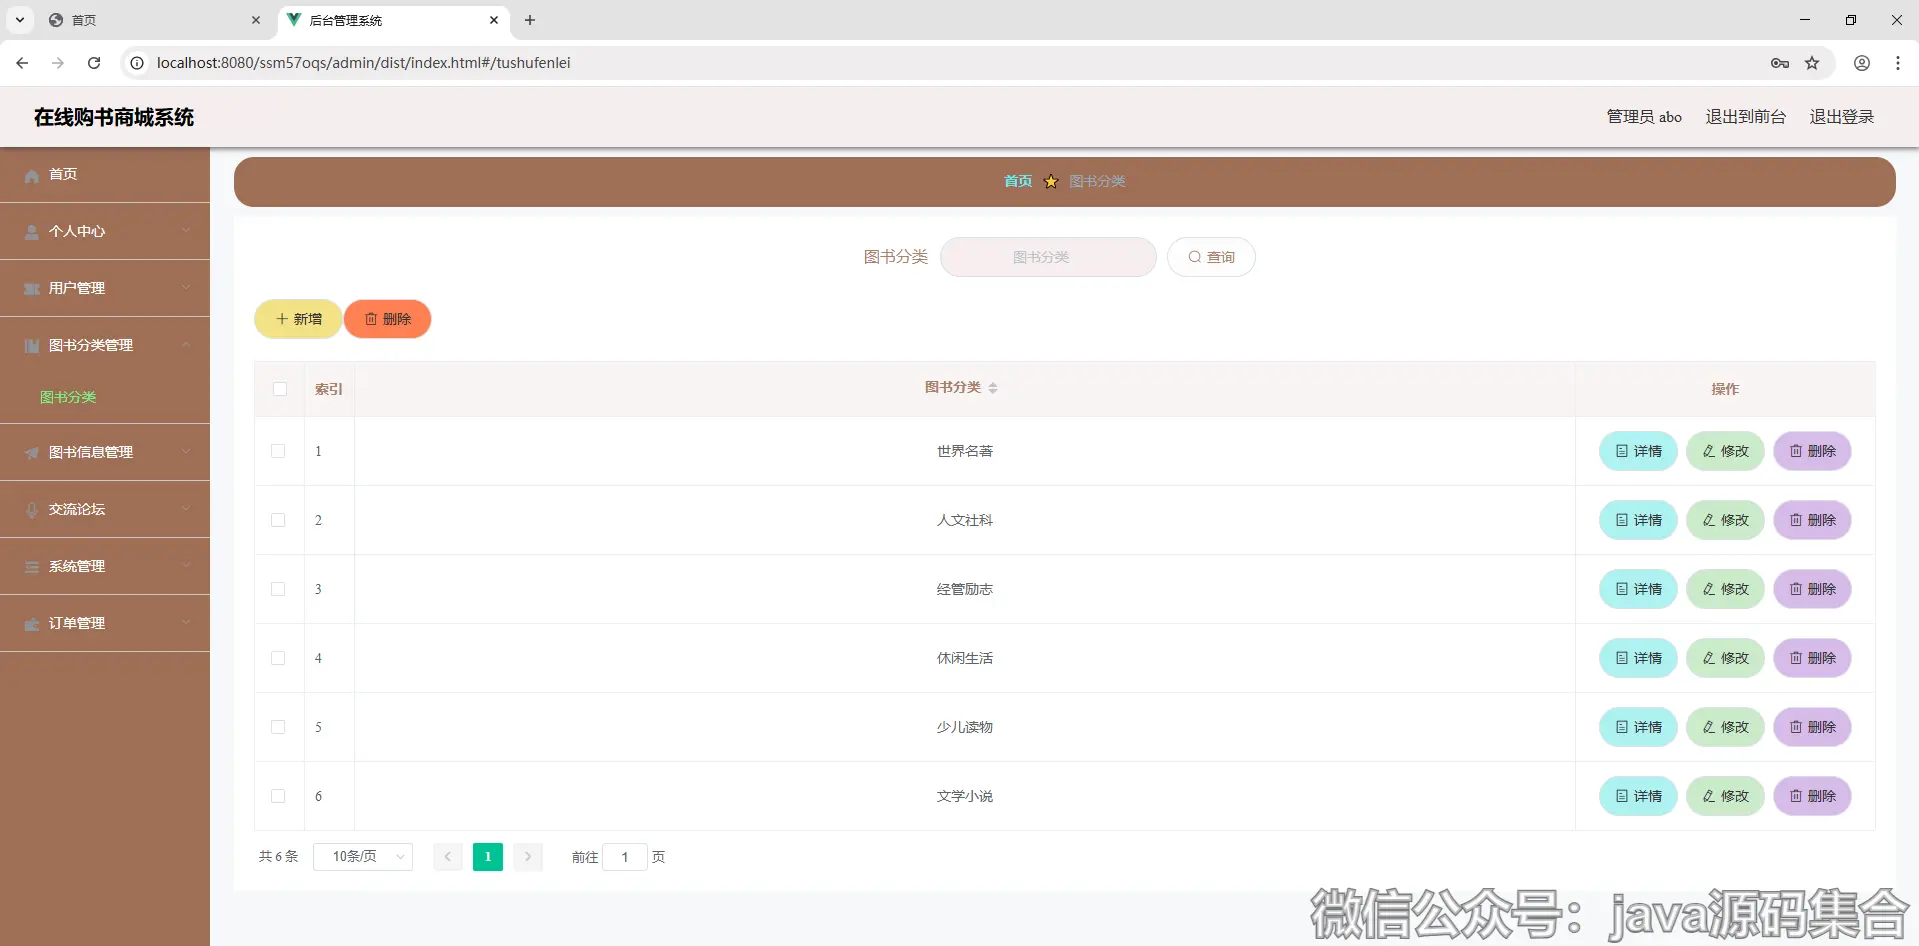 首页
后台管理系统
localhost:8080/ssm57oqs/admin/dist/index.html#/tushufenlei
在线购书商城系统
管理员 abo 退出到前台 退出登录
首页
个人中心
用户管理
图书分类管理
图书分类
图书信息管理
交流论坛
系统管理
订单管理
首页 图书分类
图书分类 图书分类 查询
新增 删除
索引 图书分类 操作
1 世界名著 详情 修改 删除
2 人文社科 详情 修改 删除
3 经管励志 详情 修改 删除
4 休闲生活 详情 修改 删除
5 少儿读物 详情 修改 删除
6 文学小说 详情 修改 删除
共 6 条 10条/页 1 前往 1 页
微信公众号：java源码集合